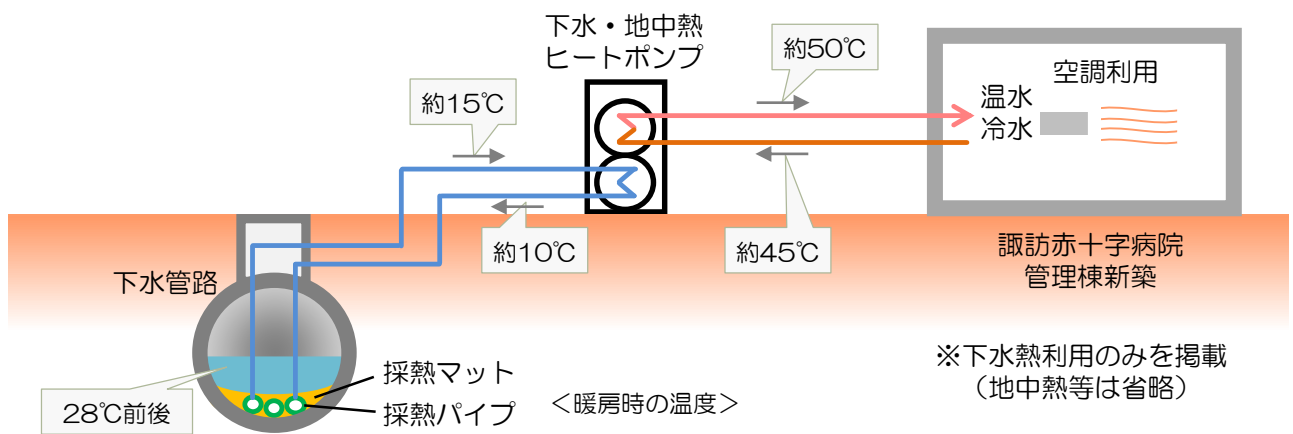 下水・地中熱
ヒートポンプ
約50℃
空調利用
温水
冷水
約15℃
約10℃
約45℃
諏訪赤十字病院
管理棟新築
下水管路
採熱マット
採熱パイプ
28℃前後
＜暖房時の温度＞
※下水熱利用のみを掲載
（地中熱等は省略）